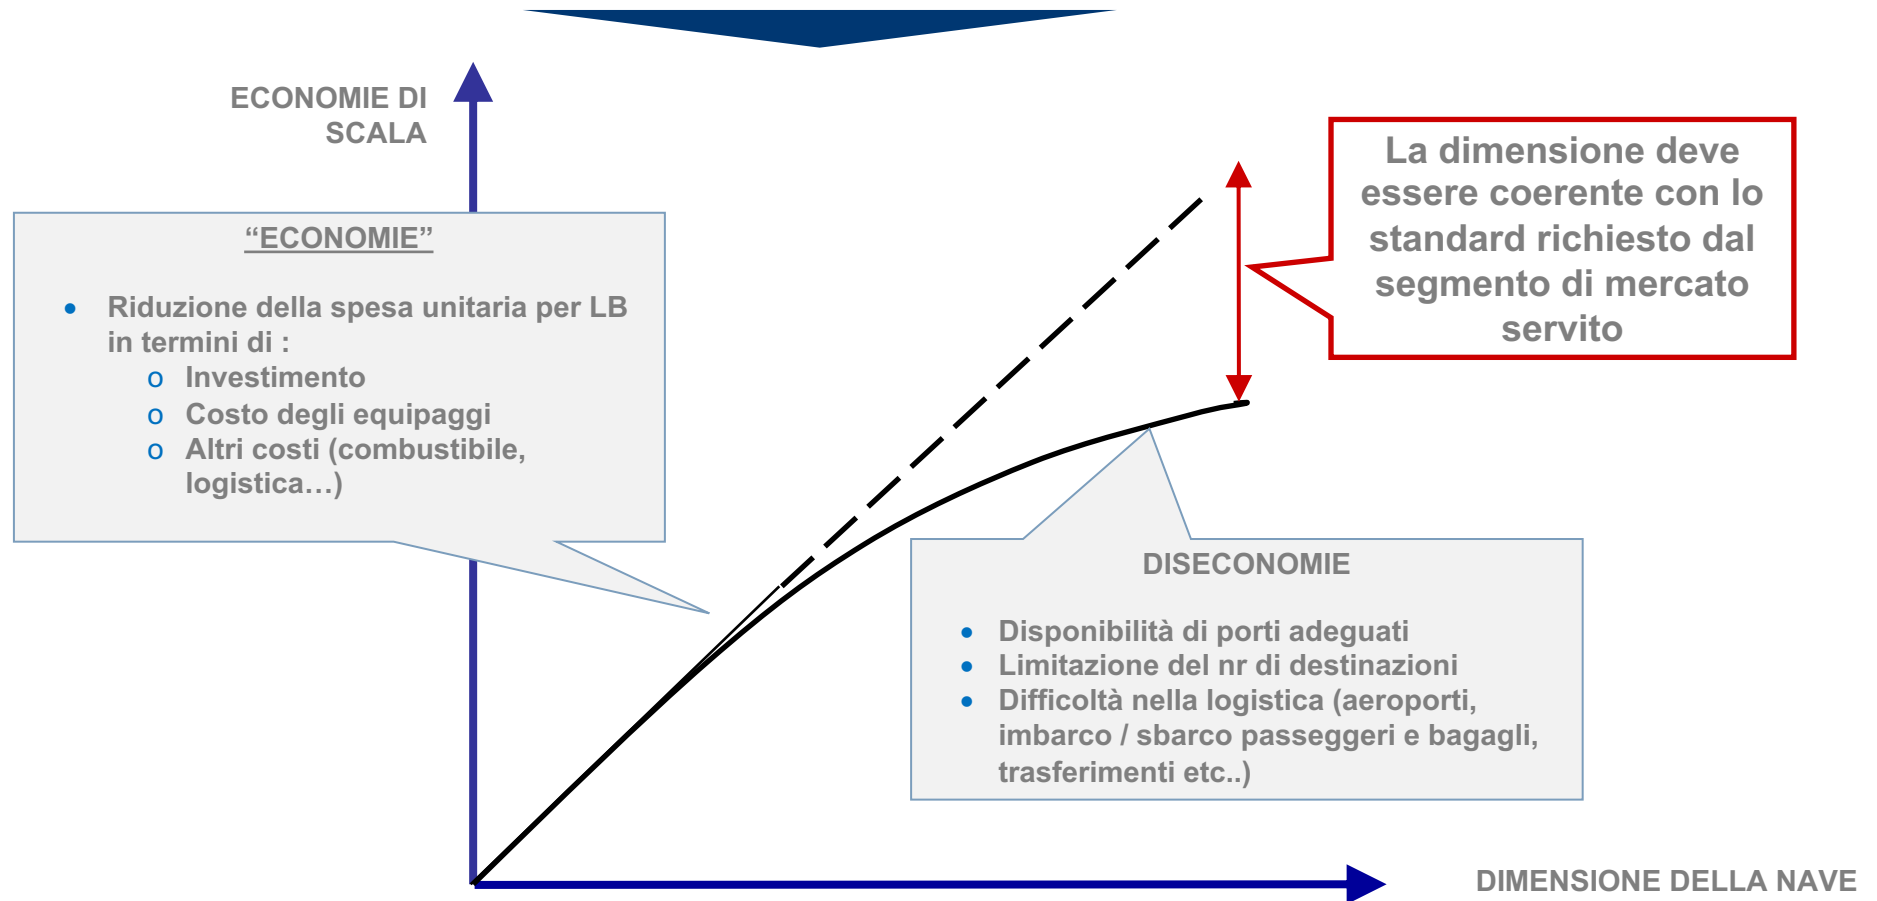 ECONOMIE DI
SCALA
“ECONOMIE”
• Riduzione della spesa unitaria per LB
in termini di :
o Investimento
o Costo degli equipaggi
o Altri costi (combustibile,
logistica…)
La dimensione deve
essere coerente con lo
standard richiesto dal
segmento di mercato
servito
DISECONOMIE
• Disponibilità di porti adeguati
• Limitazione del nr di destinazioni
• Difficoltà nella logistica (aeroporti,
imbarco / sbarco passeggeri e bagagli,
trasferimenti etc..)
DIMENSIONE DELLA NAVE